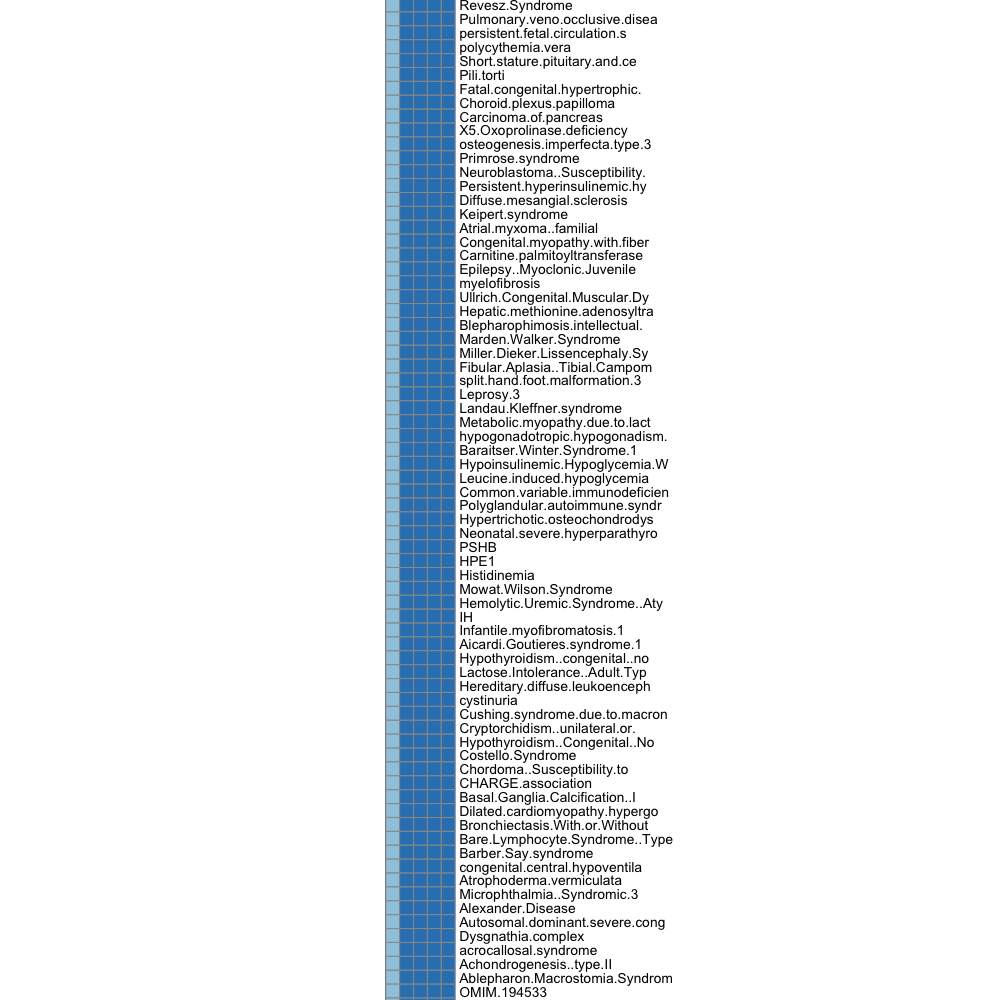 Revesz.Syndrome
Pulmonary.veno.occlusive.disea
persistent.fetal.circulation.s
polycythemia.vera
Short.stature.pituitary.and.ce
Pili.torti
Fatal.congenital.hypertrophic.
Choroid.plexus.papilloma
Carcinoma.of.pancreas
X5.Oxoprolinase.deficiency
osteogenesis.imperfecta.type.3
Primrose.syndrome
Neuroblastoma..Susceptibility.
Persistent.hyperinsulinemic.hy
Diffuse.mesangial.sclerosis
Keipert.syndrome
Atrial.myxoma..familial
Congenital.myopathy.with.fiber
Carnitine.palmitoyltransferase
Epilepsy..Myoclonic.Juvenile
myelofibrosis
Ullrich.Congenital.Muscular.Dy
Hepatic.methionine.adenosyltra
Blepharophimosis.intellectual.
Marden.Walker.Syndrome
Miller.Dieker.Lissencephaly.Sy
Fibular.Aplasia..Tibial.Campom
split.hand.foot.malformation.3
Leprosy.3
Landau.Kleffner.syndrome
Metabolic.myopathy.due.to.lact
hypogonadotropic.hypogonadism.
Baraitser.Winter.Syndrome.1
Hypoinsulinemic.Hypoglycemia.W
Leucine.induced.hypoglycemia
Common.variable.immunodeficien
Polyglandular.autoimmune.syndr
Hypertrichotic.osteochondrodys
Neonatal.severe.hyperparathyro
PSHB
HPE1
Histidinemia
Mowat.Wilson.Syndrome
Hemolytic.Uremic.Syndrome..Aty
IH
Infantile.myofibromatosis.1
Aicardi.Goutieres.syndrome.1
Hypothyroidism..congenital..no
Lactose.Intolerance..Adult.Typ
Hereditary.diffuse.leukoenceph
cystinuria
Cushing.syndrome.due.to.macron
Cryptorchidism..unilateral.or.
Hypothyroidism..Congenital..No
Costello.Syndrome
Chordoma..Susceptibility.to
CHARGE.association
Basal.Ganglia.Calcification..I
Dilated.cardiomyopathy.hypergo
Bronchiectasis.With.or.Without
Bare.Lymphocyte.Syndrome..Type
Barber.Say.syndrome
congenital.central.hypoventila
Atrophoderma.vermiculata
Microphthalmia..Syndromic.3
Alexander.Disease
Autosomal.dominant.severe.cong
Dysgnathia.complex
acrocallosal.syndrome
Achondrogenesis..type.II
Ablepharon.Macrostomia.Syndrom
OMIM.194533